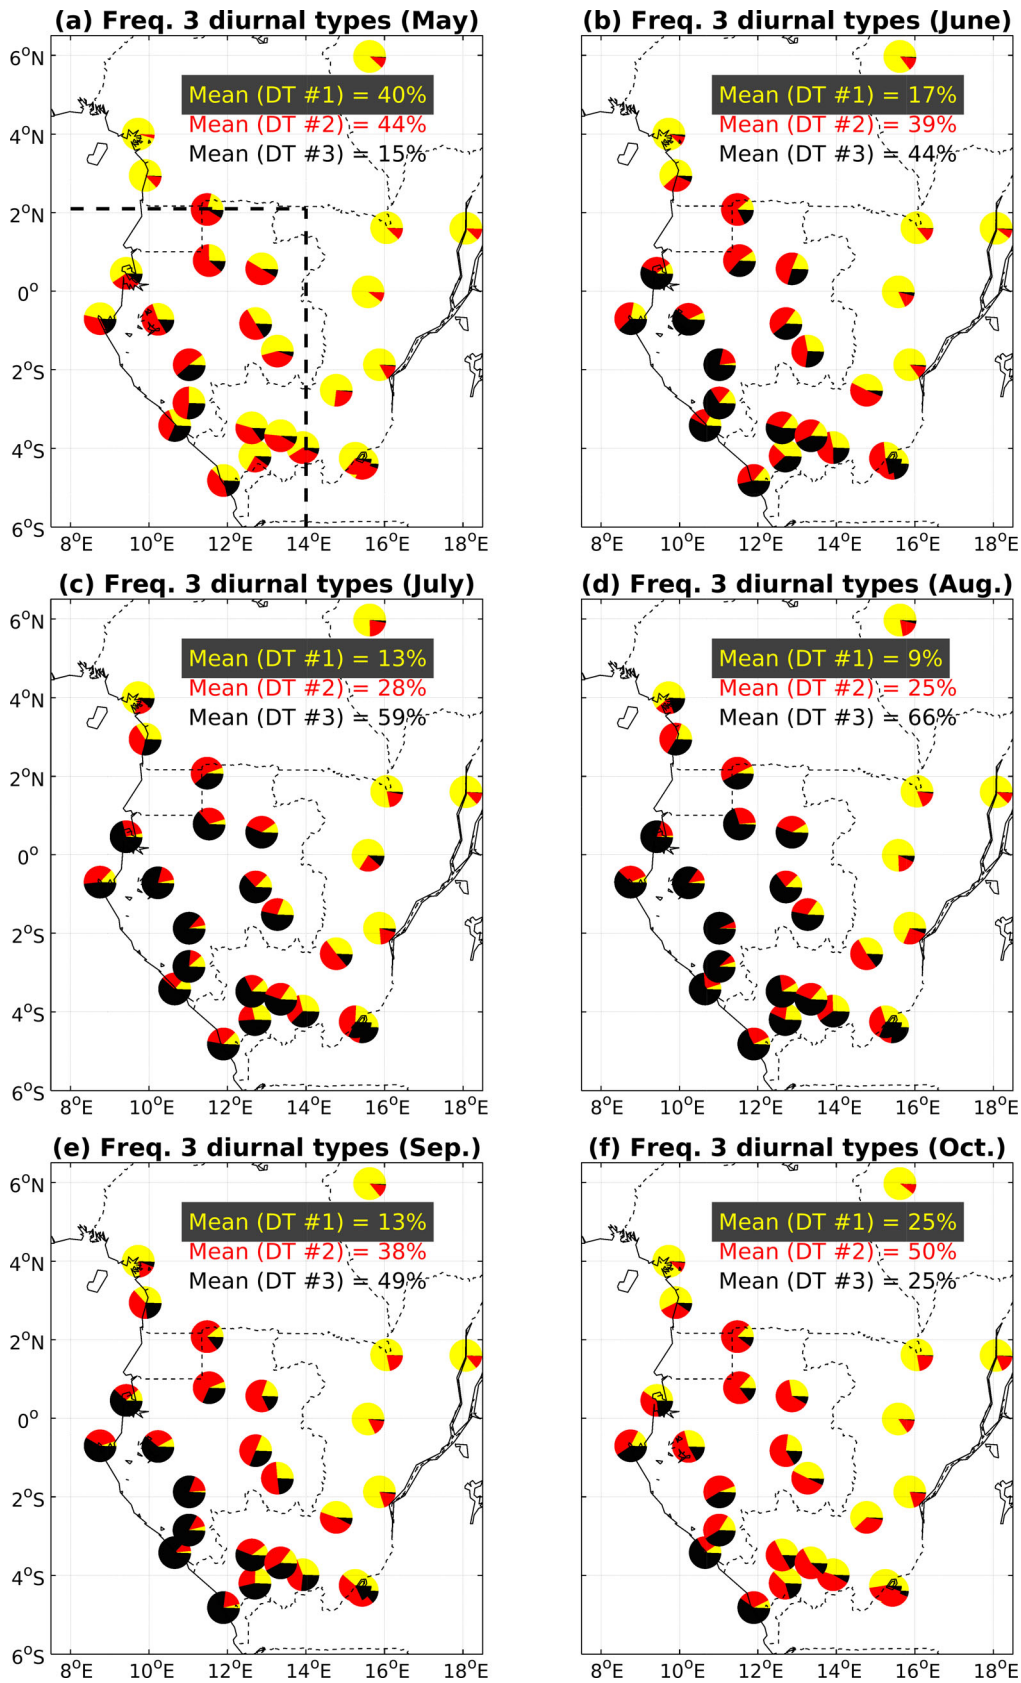 (a) Freq. 3 diurnal types (May)
6°N
4°N
2°N
0°
2°S
4°S
6°S
Mean (DT #1) = 40%
Mean (DT #2) = 44%
Mean (DT #3) = 15%
8°E 10°E 12°E 14°E 16°E 18°E
(b) Freq. 3 diurnal types (June)
Mean (DT #1) = 17%
Mean (DT #2) = 39%
Mean (DT #3) = 44%
8°E 10°E 12°E 14°E 16°E 18°E
(c) Freq. 3 diurnal types (July)
6°N
4°N
2°N
0°
2°S
4°S
6°S
Mean (DT #1) = 13%
Mean (DT #2) = 28%
Mean (DT #3) = 59%
8°E 10°E 12°E 14°E 16°E 18°E
(d) Freq. 3 diurnal types (Aug.)
Mean (DT #1) = 9%
Mean (DT #2) = 25%
Mean (DT #3) = 66%
8°E 10°E 12°E 14°E 16°E 18°E
(e) Freq. 3 diurnal types (Sep.)
6°N
4°N
2°N
0°
2°S
4°S
6°S
Mean (DT #1) = 13%
Mean (DT #2) = 38%
Mean (DT #3) = 49%
8°E 10°E 12°E 14°E 16°E 18°E
(f) Freq. 3 diurnal types (Oct.)
Mean (DT #1) = 25%
Mean (DT #2) = 50%
Mean (DT #3) = 25%
8°E 10°E 12°E 14°E 16°E 18°E